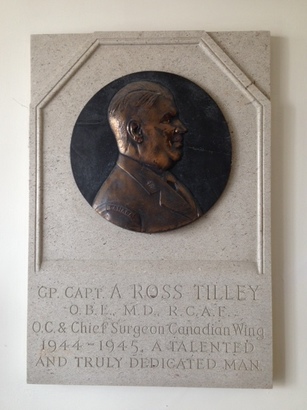 GP. CAPT. A ROSS TILLEY
O.B.E., M.D., R.C.A.F.
O.C. & Chief Surgeon Canadian Wing
1944-1945, A TALENTED
AND TRULY DEDICATED MAN.